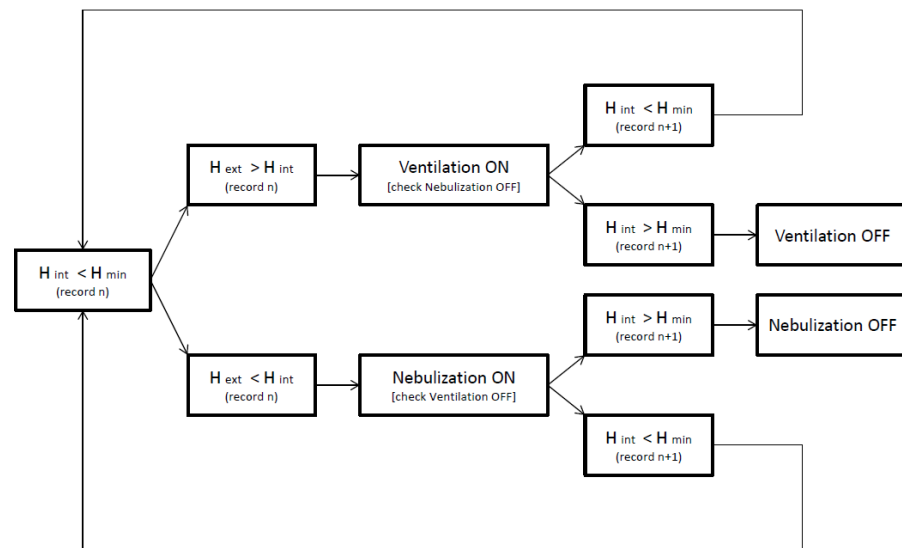 H int < H min
(record n+1)
H ext > H int
(record n)
Ventilation ON
[check Nebulization OFF]
H int > H min
(record n+1)
Ventilation OFF
H int < H min
(record n)
H int > H min
(record n+1)
Nebulization OFF
H ext < H int
(record n)
Nebulization ON
[check Ventilation OFF]
H int < H min
(record n+1)